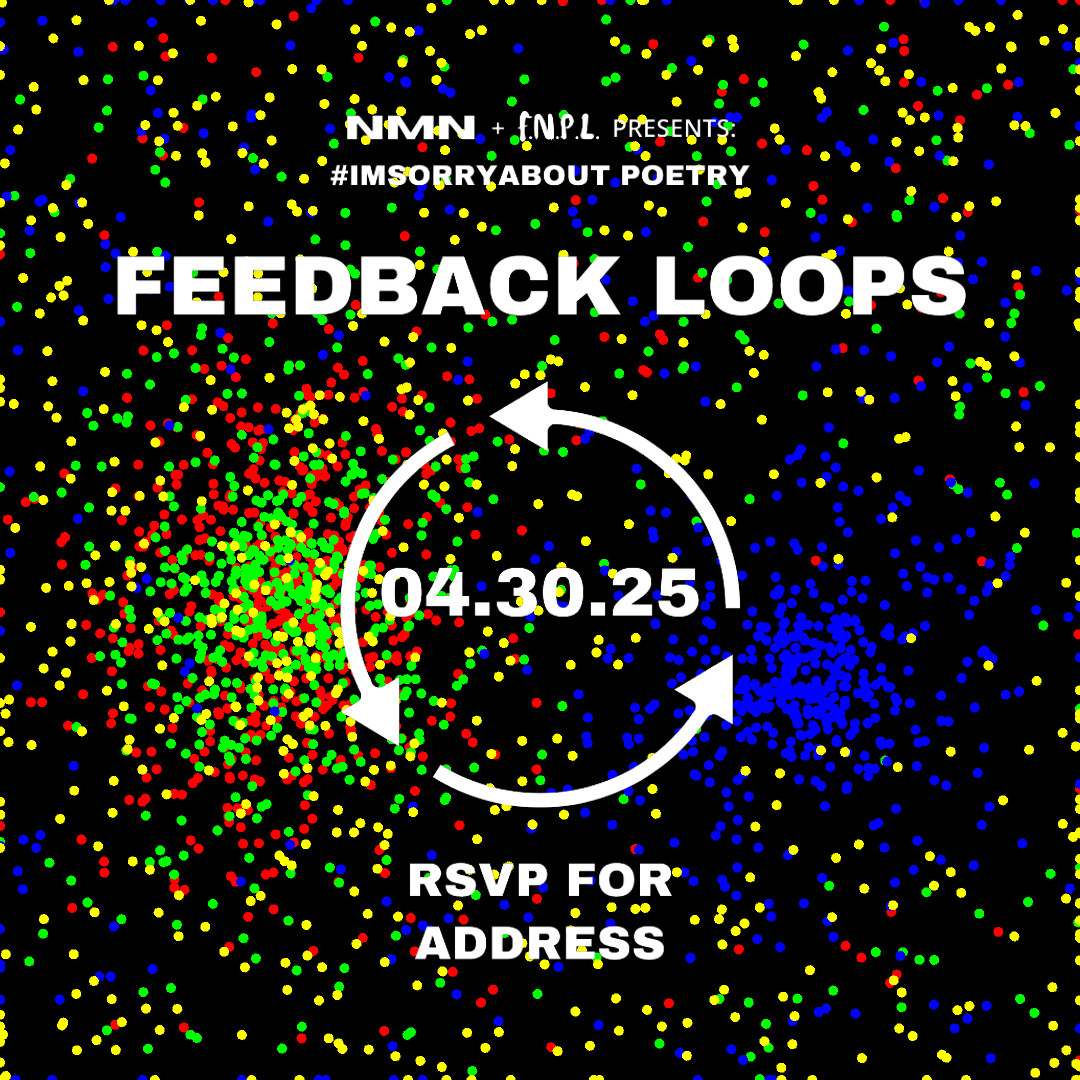 NMN + F.N.P.L. PRESENTS:
#IMSORRYABOUT POETRY
FEEDBACK LOOPS
04.30.25
RSVP FOR
ADDRESS